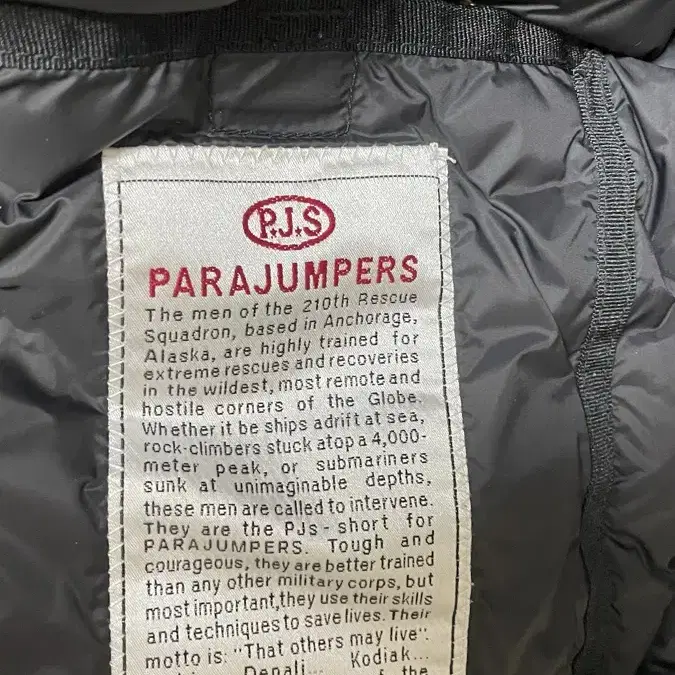 P.J.S
PARAJUMPERS
The men of the 210th Rescue
Squadron, based in Anchorage,
Alaska, are highly trained for
extreme rescues and recoveries
in the wildest, most remote and
hostile corners of the Globe.
Whether it be ships adrift at sea,
rock-climbers stuck atop a 4,000-
meter peak, or submariners
sunk at unimaginable depths,
these men are called to intervene.
They are the PJs - short for
PARAJUMPERS. Tough and
courageous, they are better trained
than any other military corps, but
most important, they use their skills
and techniques to save lives. Their
motto is: "That others may live":
Denali... Kodiak...
of the